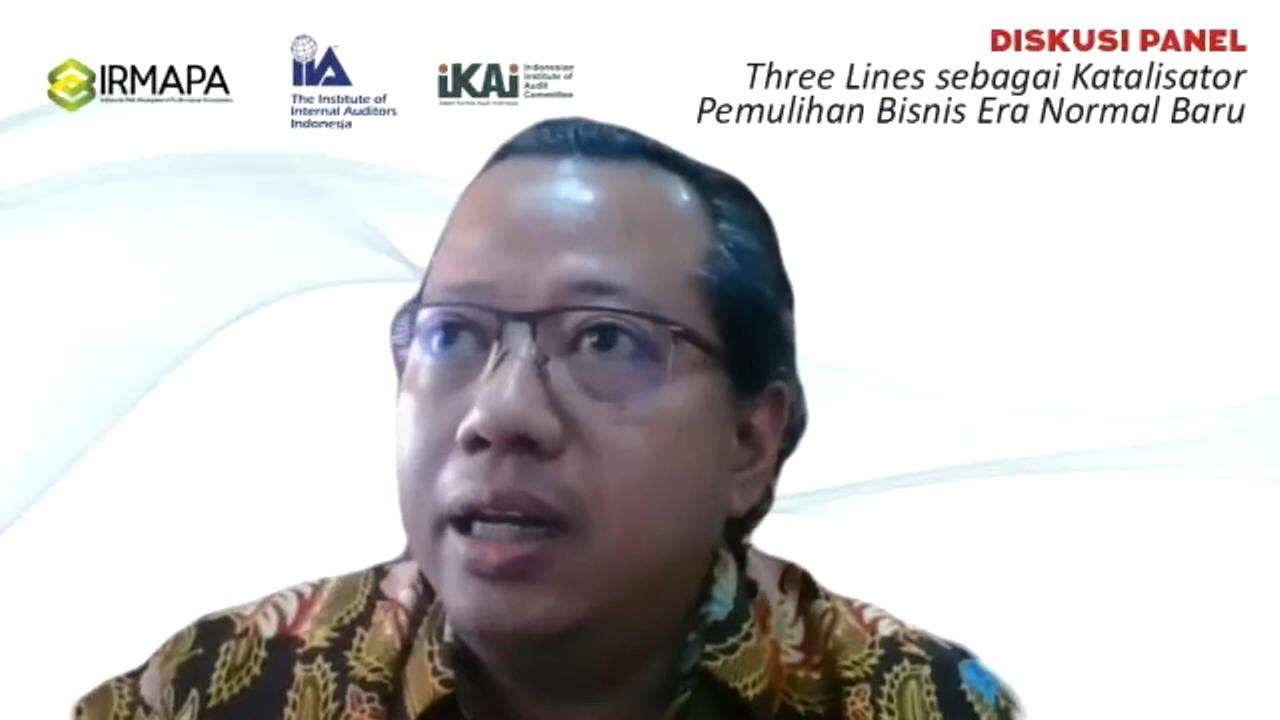 IRMAPA
IIA
The Institute of
Internal Auditors
Indonesia
iKAi
Indonesian
Institute of
Audit
Committee
DISKUSI PANEL
Three Lines sebagai Katalisator
Pemulihan Bisnis Era Normal Baru